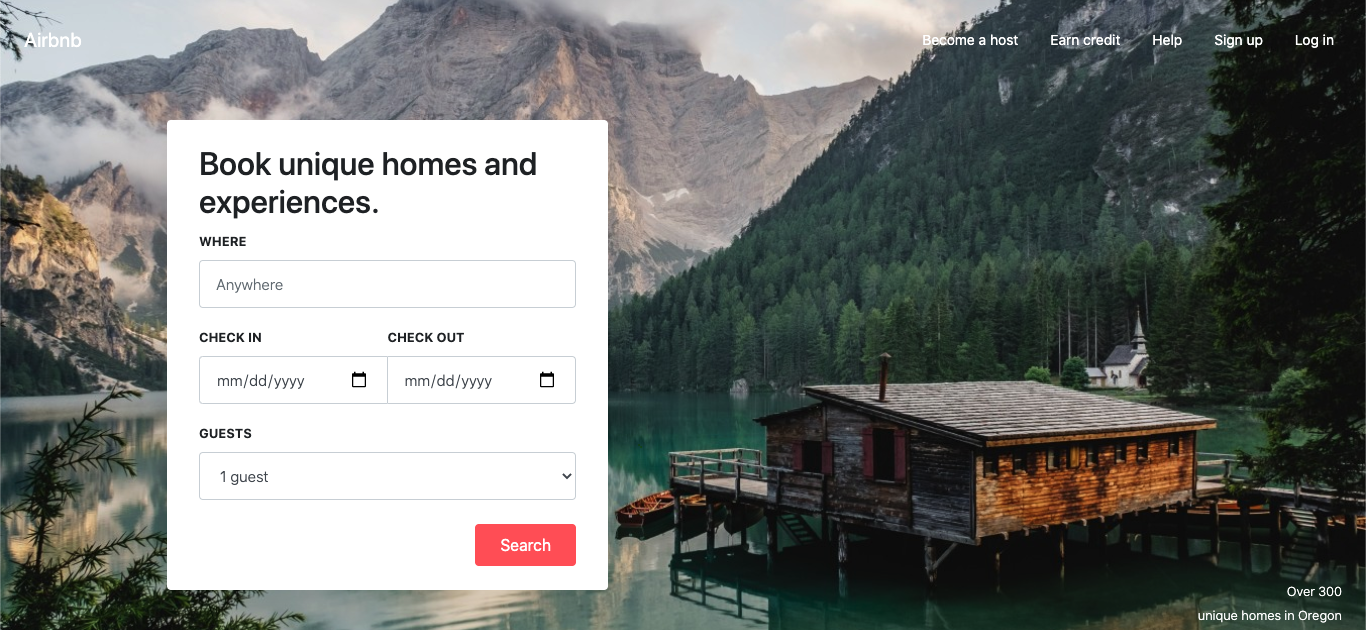 Airbnb
Become a host
Earn credit
Help
Sign up
Log in
Book unique homes and
experiences.
WHERE
Anywhere
CHECK IN
CHECK OUT
mm/dd/yyyy
mm/dd/yyyy
GUESTS
1 guest
Search
Over 300
unique homes in Oregon